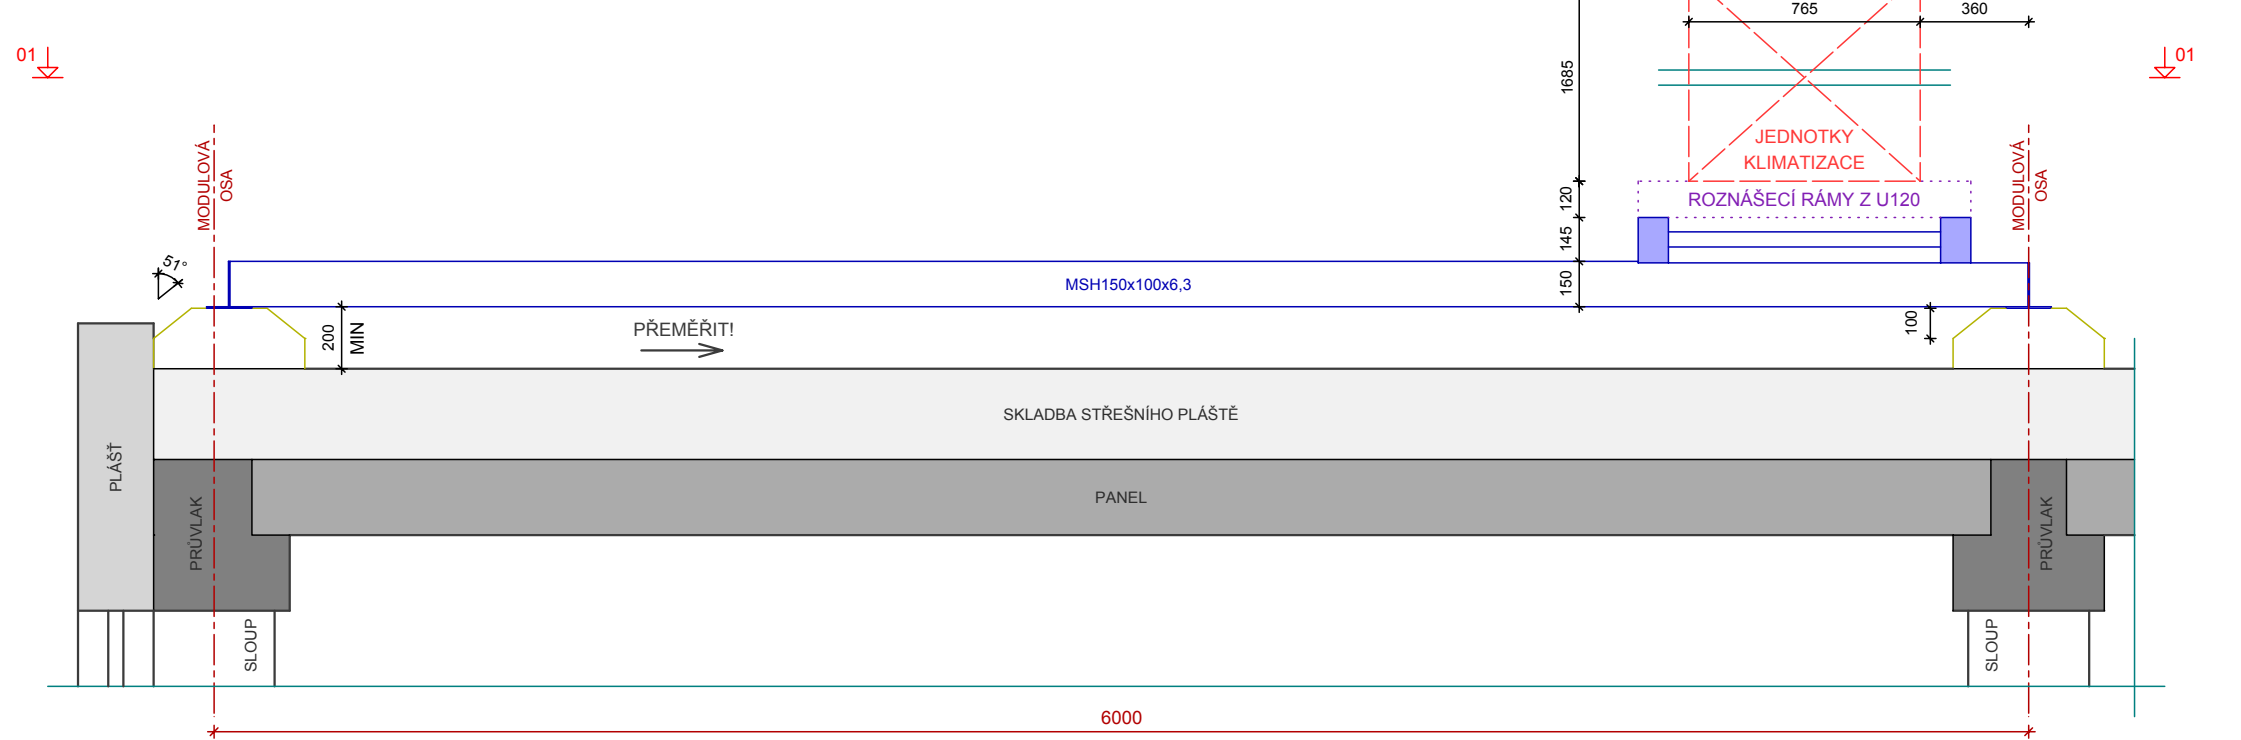 765
360
01
01
1685
JEDNOTKY
KLIMATIZACE
MODULOVÁ
OSA
MODULOVÁ
OSA
120
ROZNÁŠECÍ RÁMY Z U120
145
51°
MSH150x100x6,3
150
200
MIN
PŘEMĚŘIT!
100
SKLADBA STŘEŠNÍHO PLÁŠTĚ
PLÁŠŤ
PANEL
PRŮVLAK
PRŮVLAK
SLOUP
SLOUP
6000